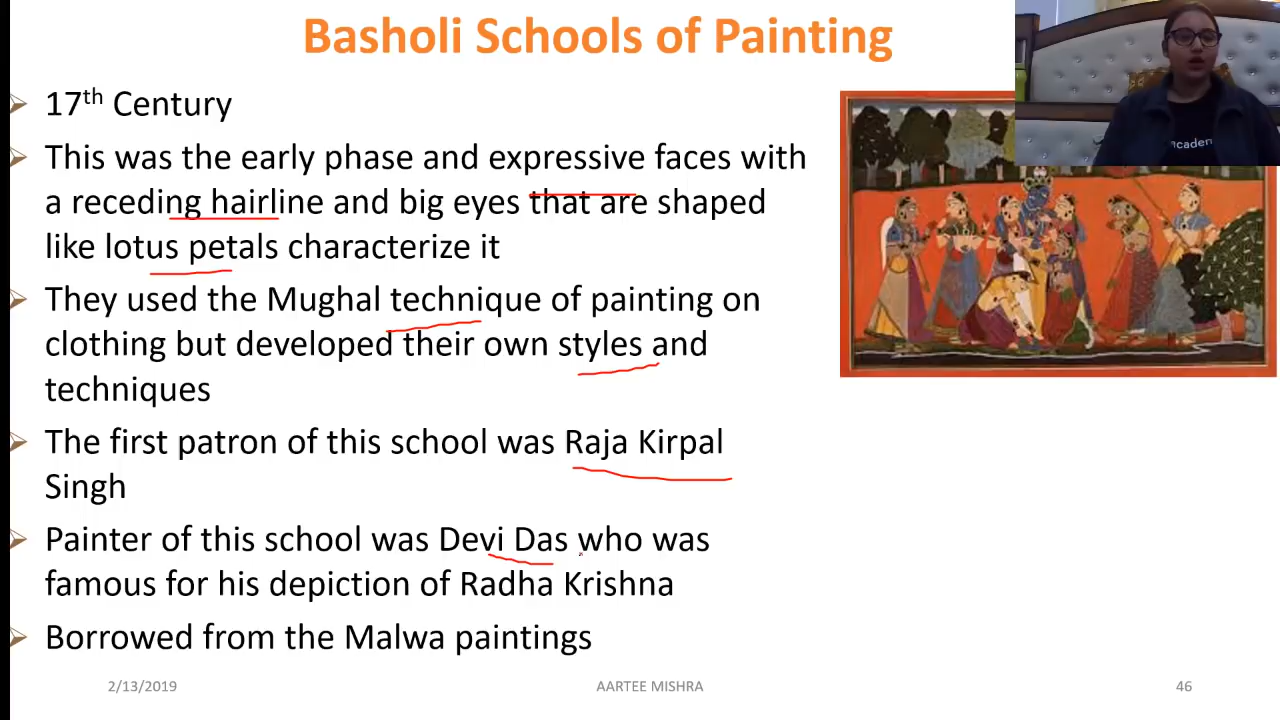 Basholi Schools of Painting
17th Century
This was the early phase and expressive faces with
a receding hairline and big eyes that are shaped
like lotus petals characterize it
They used the Mughal technique of painting on
clothing but developed their own styles and
techniques
The first patron of this school was Raja Kirpal
Singh
Painter of this school was Devi Das who was
famous for his depiction of Radha Krishna
Borrowed from the Malwa paintings
2/13/2019
AARTEE MISHRA
46